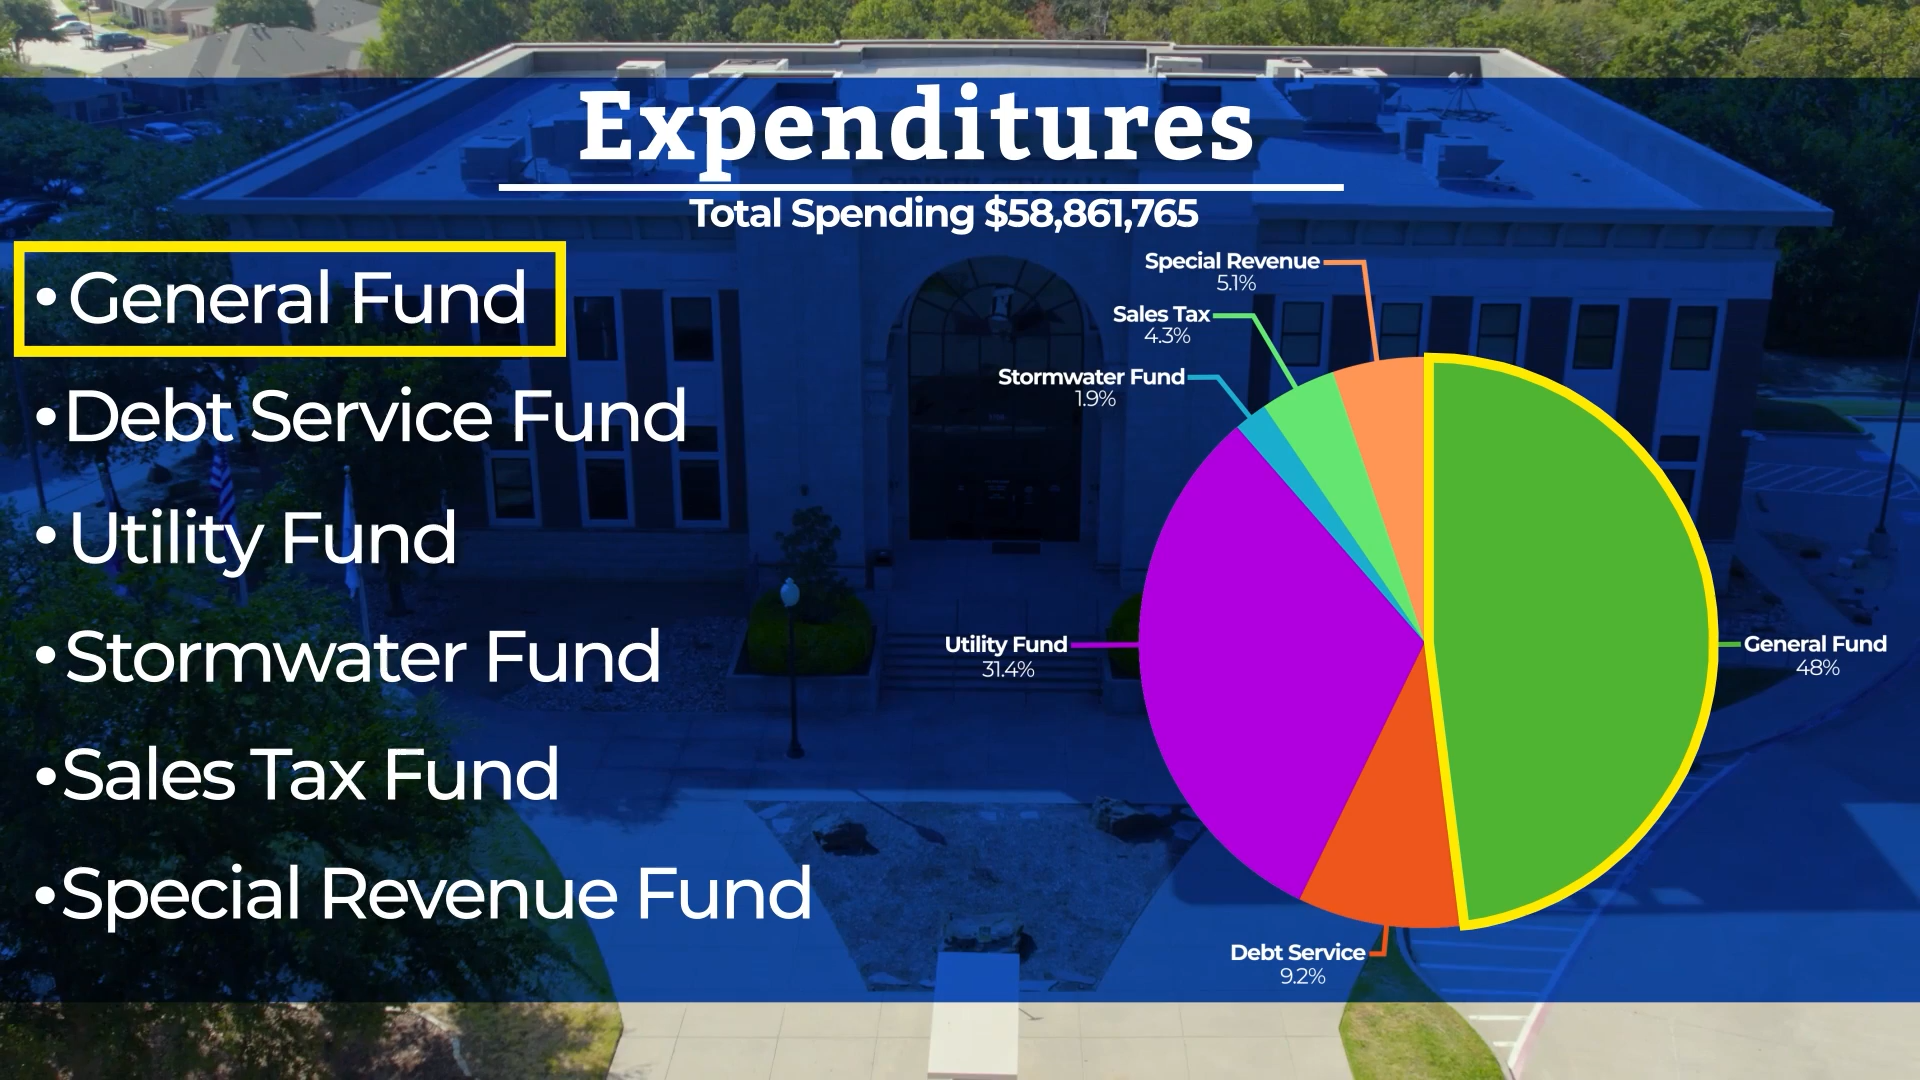 Expenditures
Total Spending $58,861,765
• General Fund
• Debt Service Fund
• Utility Fund
• Stormwater Fund
• Sales Tax Fund
• Special Revenue Fund
Special Revenue
5.1%
Sales Tax
4.3%
Stormwater Fund
1.9%
Utility Fund
31.4%
General Fund
48%
Debt Service
9.2%